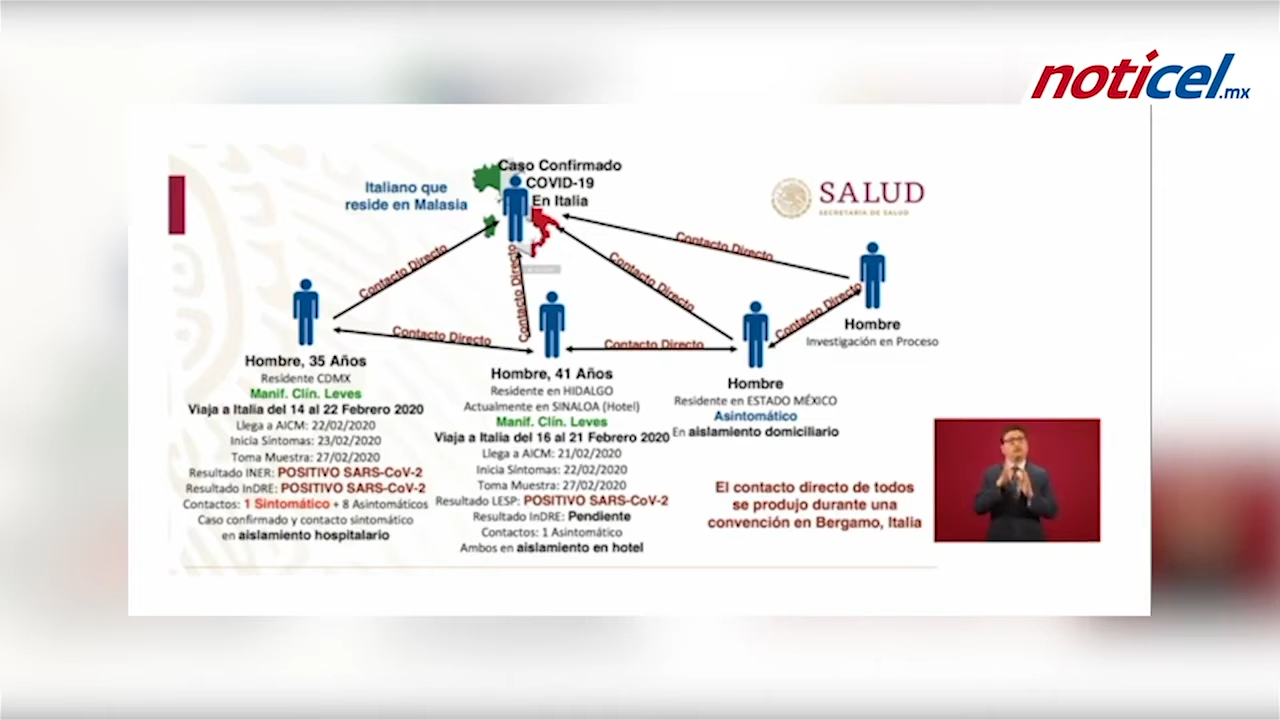 noticel.mx
Caso Confirmado
COVID-19
En Italia
Italiano que
reside en Malasia
SALUD
SECRETARÍA DE SALUD
Contacto Directo
Contacto Directo
Contacto Directo
Contacto Directo
Contacto Directo
Contacto Directo
Contacto Directo
Hombre, 35 Años
Residente CDMX
Manif. Clín. Leves
Viaja a Italia del 14 al 22 Febrero 2020
Llega a AICM: 22/02/2020
Inicia Síntomas: 23/02/2020
Toma Muestra: 27/02/2020
Resultado INER: POSITIVO SARS-CoV-2
Resultado InDRE: POSITIVO SARS-CoV-2
Contactos: 1 Sintomático + 8 Asintomáticos
Caso confirmado y contacto sintomático
en aislamiento hospitalario
Hombre, 41 Años
Residente en HIDALGO
Actualmente en SINALOA (Hotel)
Manif. Clín. Leves
Viaja a Italia del 16 al 21 Febrero 2020
Llega a AICM: 21/02/2020
Inicia Síntomas: 22/02/2020
Toma Muestra: 27/02/2020
Resultado LESP: POSITIVO SARS-CoV-2
Resultado InDRE: Pendiente
Contactos: 1 Asintomático
Ambos en aislamiento en hotel
Hombre
Residente en ESTADO MÉXICO
Asintomático
En aislamiento domiciliario
Hombre
Investigación en Proceso
El contacto directo de todos
se produjo durante una
convención en Bergamo, Italia